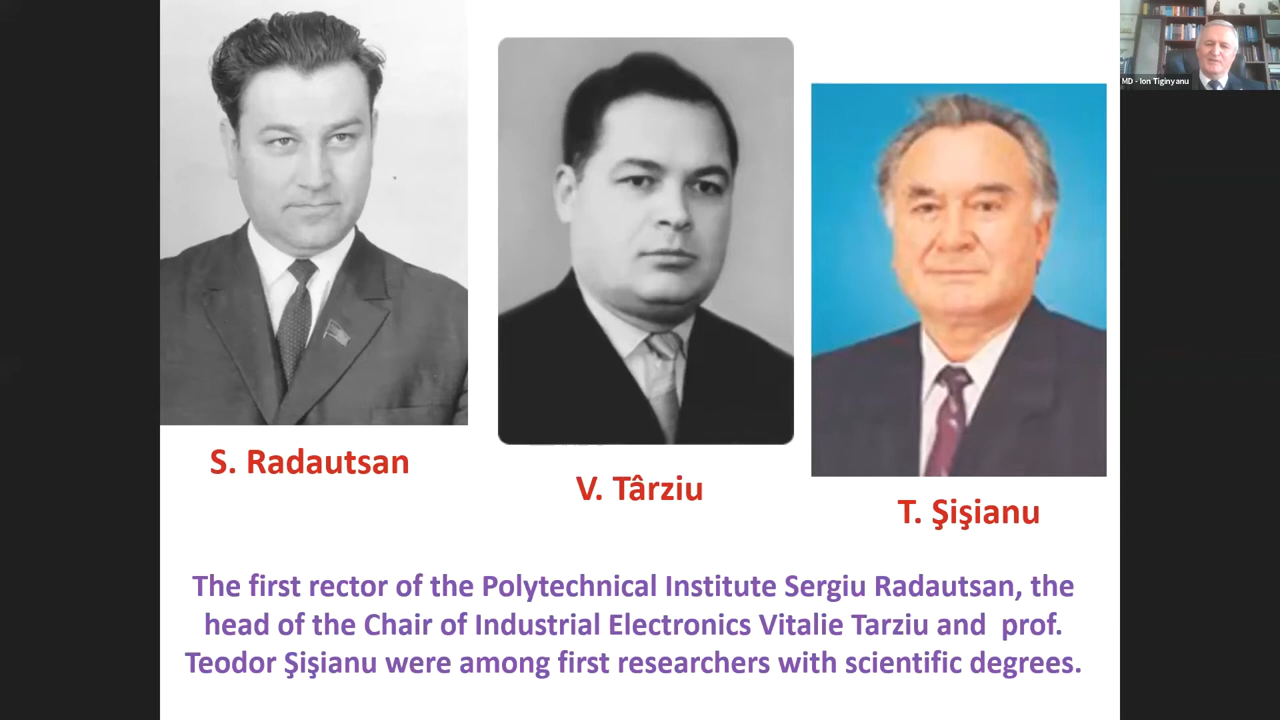 MD - Ion Tiginyanu
S. Radautsan
V. Târziu
T. Şişianu
The first rector of the Polytechnical Institute Sergiu Radautsan, the
head of the Chair of Industrial Electronics Vitalie Tarziu and prof.
Teodor Şişianu were among first researchers with scientific degrees.